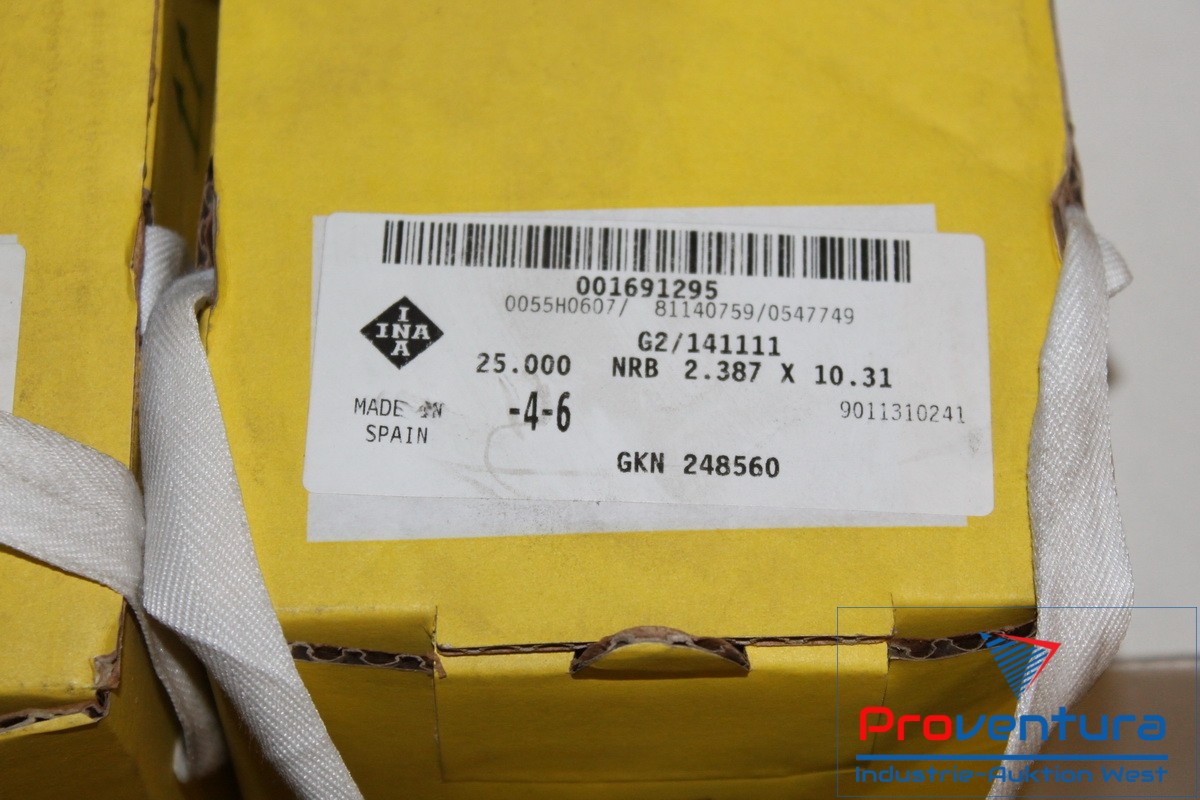 001691295
0055H0607/ 81140759/0547749
I
INA
A
G2/141111
25.000 NRB 2.387 X 10.31
MADE IN
SPAIN
-4-6
9011310241
GKN 248560
Proventura
Industrie-Auktion West